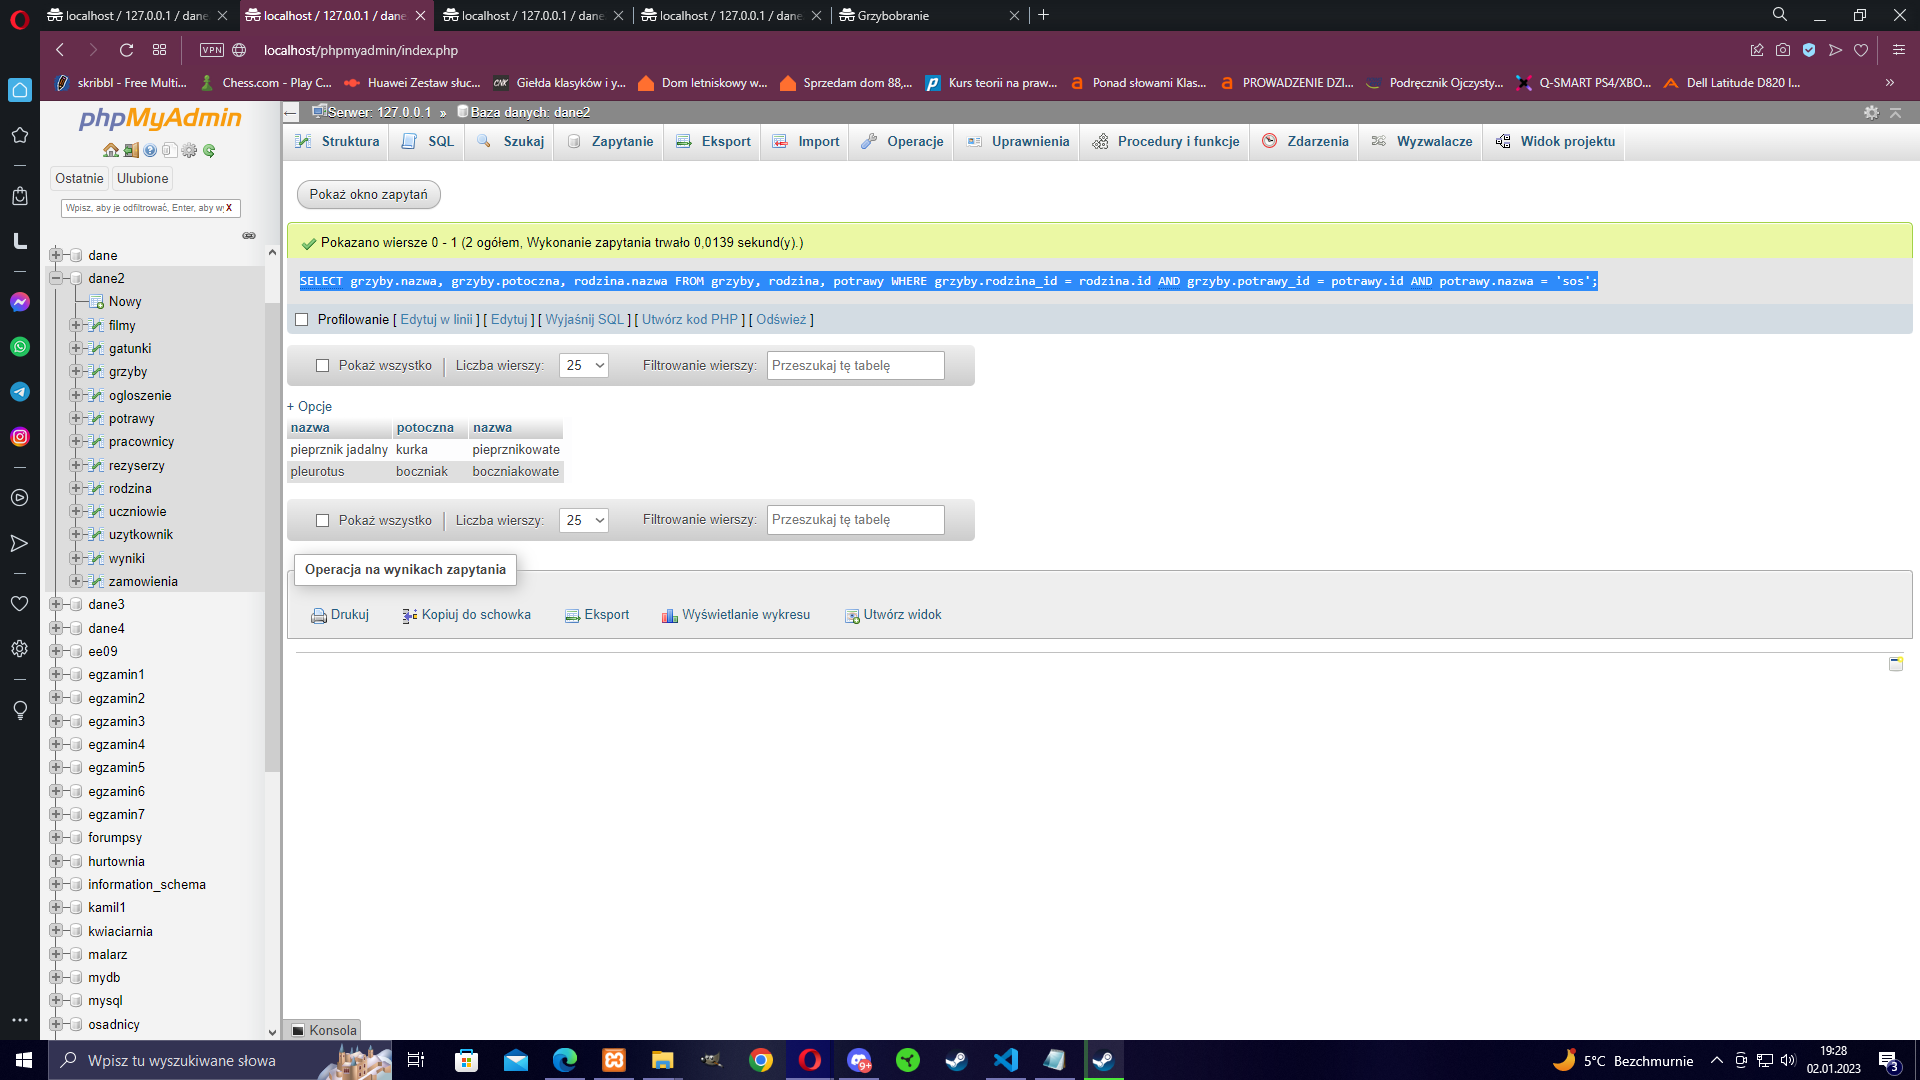 localhost / 127.0.0.1 / dane
localhost / 127.0.0.1 / dane
localhost / 127.0.0.1 / dane
localhost / 127.0.0.1 / dane
Grzybobranie
VPN
localhost/phpmyadmin/index.php
skribbl - Free Multi...
Chess.com - Play C...
Huawei Zestaw słuc...
Giełda klasyków i y...
Dom letniskowy w...
Sprzedam dom 88,...
Kurs teorii na praw...
Ponad słowami Klas...
PROWADZENIE DZI...
Podręcznik Ojczysty...
Q-SMART PS4/XBO...
Dell Latitude D820 I...
phpMyAdmin
Ostatnie
Ulubione
Wpisz, aby je odfiltrować, Enter, aby wy
X
dane
dane2
Nowy
filmy
gatunki
grzyby
ogloszenie
potrawy
pracownicy
rezyserzy
rodzina
uczniowie
uzytkownik
wyniki
zamowienia
dane3
dane4
ee09
egzamin1
egzamin2
egzamin3
egzamin4
egzamin5
egzamin6
egzamin7
forumpsy
hurtownia
information_schema
kamil1
kwiaciarnia
malarz
mydb
mysql
osadnicy
Serwer: 127.0.0.1 » Baza danych: dane2
Struktura
SQL
Szukaj
Zapytanie
Eksport
Import
Operacje
Uprawnienia
Procedury i funkcje
Zdarzenia
Wyzwalacze
Widok projektu
Pokaż okno zapytań
Pokazano wiersze 0 - 1 (2 ogółem, Wykonanie zapytania trwało 0,0139 sekund(y).)
SELECT grzyby.nazwa, grzyby.potoczna, rodzina.nazwa FROM grzyby, rodzina, potrawy WHERE grzyby.rodzina_id = rodzina.id AND grzyby.potrawy_id = potrawy.id AND potrawy.nazwa = 'sos';
Profilowanie [ Edytuj w linii ] [ Edytuj ] [ Wyjaśnij SQL ] [ Utwórz kod PHP ] [ Odśwież ]
Pokaż wszystko
Liczba wierszy:
25
Filtrowanie wierszy:
Przeszukaj tę tabelę
+ Opcje
nazwa potoczna nazwa
pieprznik jadalny kurka pieprznikowate
pleurotus boczniak boczniakowate
Pokaż wszystko
Liczba wierszy:
25
Filtrowanie wierszy:
Przeszukaj tę tabelę
Operacja na wynikach zapytania
Drukuj
Kopiuj do schowka
Eksport
Wyświetlanie wykresu
Utwórz widok
Konsola
Wpisz tu wyszukiwane słowa
9+
5°C Bezchmurnie
19:28
02.01.2023
3